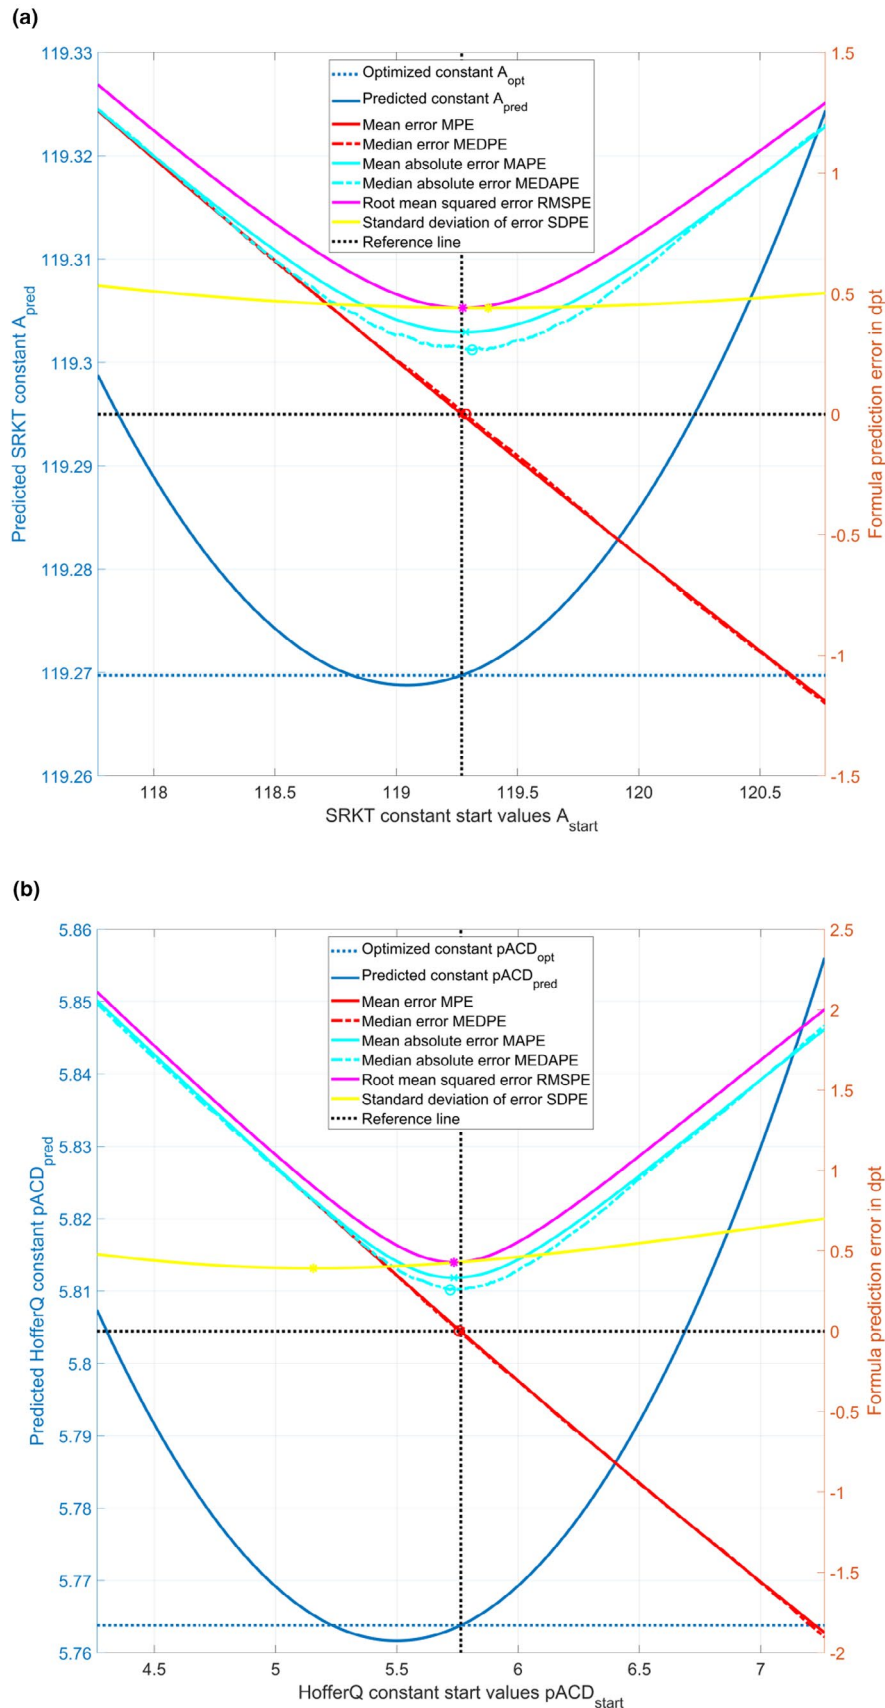 (a)
119.33
119.32
119.31
119.3
119.29
119.28
119.27
119.26
Predicted SRKT constant A_pred
Optimized constant A_opt
Predicted constant A_pred
Mean error MPE
Median error MEDPE
Mean absolute error MAPE
Median absolute error MEDAPE
Root mean squared error RMSPE
Standard deviation of error SDPE
Reference line
1.5
1
0.5
0
-0.5
-1
-1.5
Formula prediction error in dpt
118 118.5 119 119.5 120 120.5
SRKT constant start values A_start
(b)
5.86
5.85
5.84
5.83
5.82
5.81
5.8
5.79
5.78
5.77
5.76
Predicted HofferQ constant pACD_pred
Optimized constant pACD_opt
Predicted constant pACD_pred
Mean error MPE
Median error MEDPE
Mean absolute error MAPE
Median absolute error MEDAPE
Root mean squared error RMSPE
Standard deviation of error SDPE
Reference line
2.5
2
1.5
1
0.5
0
-0.5
-1
-1.5
-2
Formula prediction error in dpt
4.5 5 5.5 6 6.5 7
HofferQ constant start values pACD_start